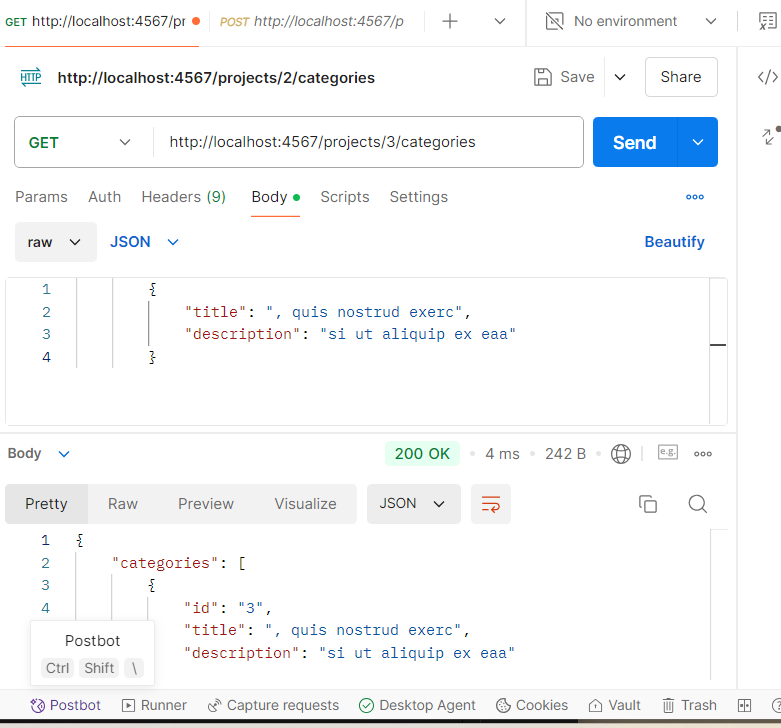 GET http://localhost:4567/pr
POST http://localhost:4567/p
No environment
HTTP http://localhost:4567/projects/2/categories
Save
Share
GET
http://localhost:4567/projects/3/categories
Send
Params Auth Headers (9) Body Scripts Settings
raw
JSON
Beautify
1 {
2 "title": ", quis nostrud exerc",
3 "description": "si ut aliquip ex eaa"
4 }
Body
200 OK
4 ms
242 B
e.g.
Pretty Raw Preview Visualize
JSON
1 {
2 "categories": [
3 {
4 "id": "3",
"title": ", quis nostrud exerc",
"description": "si ut aliquip ex eaa"
Postbot
Ctrl Shift \
Postbot Runner Capture requests Desktop Agent Cookies Vault Trash